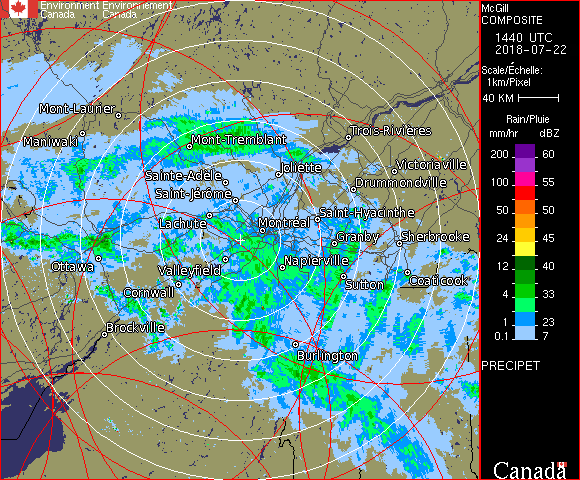 Environment Environnement
Canada Canada
Mont-Laurier
Maniwaki
Mont-Tremblant
Trois-Rivières
Joliette
Victoriaville
Sainte-Adèle
Drummondville
Saint-Jérôme
Lachute
Montréal
Saint-Hyacinthe
Granby
Sherbrooke
Ottawa
Valleyfield
Napierville
Sutton
Coaticook
Cornwall
Brockville
Burlington
McGill
COMPOSITE
1440 UTC
2018-07-22
Scale/Échelle:
1km/Pixel
40 KM
Rain/Pluie
mm/hr dBZ
200 60
100 55
50 50
24 45
12 40
4 33
1 23
0.1 7
PRECIPET
Canada